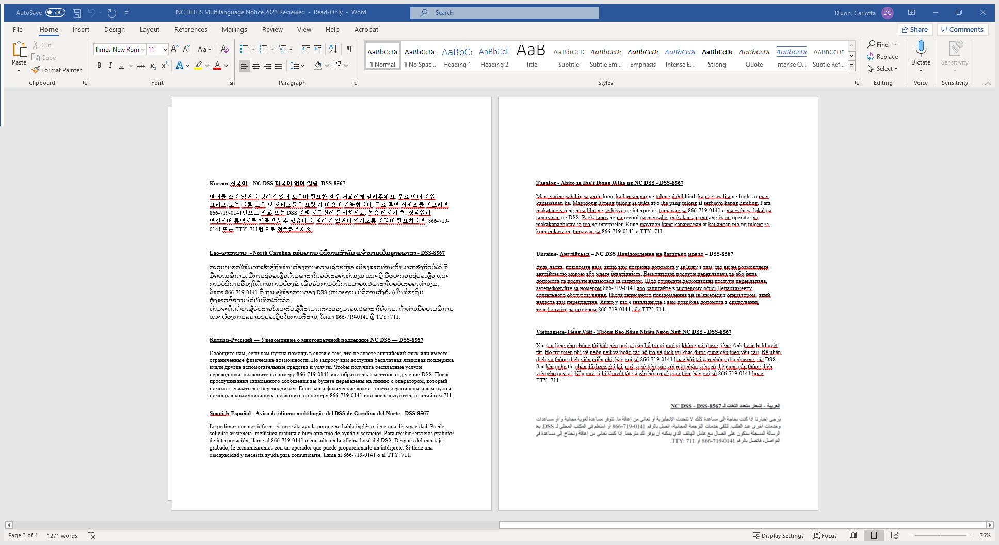 AutoSave Off NC DHHS Multilanguage Notice 2023 Reviewed - Read-Only - Word Search Dixon, Carlotta DC
File Home Insert Design Layout References Mailings Review View Help Acrobat Share Comments
Paste Cut Copy Format Painter
Clipboard
Times New Rom 11
Font
Paragraph
AaBbCcDc AaBbCcDc AaBbCc AaBbCcD AaB AaBbCcD AaBbCcDc AaBbCcDc AaBbCcDc AaBbCcDc AaBbCcDc AaBbCcDc AABBCCDD
¶ Normal ¶ No Spac... Heading 1 Heading 2 Title Subtitle Subtle Em... Emphasis Intense E... Strong Quote Intense Q... Subtle Ref...
Styles
Find
Replace
Select
Editing
Dictate
Voice
Sensitivity
Sensitivity
Korean-한국어 – NC DSS 다국어 언어 알림- DSS-8567
영어를 쓰지 않거나 장애가 있어 도움이 필요한 경우 저희에게 알려주세요. 무료 언어 지원
그리고/또는 다른 도움 및 서비스들은 요청 시 이용이 가능합니다. 무료 통역 서비스를 받으려면,
866-719-0141번으로 전화 또는 DSS 지방 사무실에 문의하세요. 녹음 메시지 후, 상담원과
연결되어 통역사를 제공받을 수 있습니다. 장애가 있거나 의사소통 지원이 필요하다면, 866-719-
0141 또는 TTY: 711번으로 전화해주세요.
Lao-ພາສາລາວ - North Carolina ໜ່ວຍງານ ບໍລິການສັງຄົມ ແຈ້ງການເປັນຫຼາຍພາສາ - DSS-8567
ກະລຸນາບອກໃຫ້ພວກເຮົາຮູ້ຖ້າທ່ານຕ້ອງການຄວາມຊ່ວຍເຫຼືອ ເນື່ອງຈາກທ່ານເວົ້າພາສາອັງກິດບໍ່ໄດ້ ຫຼື
ມີຄວາມພິການ. ມີການຊ່ວຍເຫຼືອດ້ານພາສາໂດຍບໍ່ເສຍຄ່າທຳນຽມ ແລະ/ຫຼື ມີອຸປະກອນຊ່ວຍເຫຼືອ ແລະ
ການບໍລິການອື່ນໆໃຫ້ຕາມການຮ້ອງຂໍ. ເພື່ອຮັບການບໍລິການນາຍແປພາສາໂດຍບໍ່ເສຍຄ່າທຳນຽມ,
ໂທຫາ 866-719-0141 ຫຼື ຖາມຢູ່ຫ້ອງການຂອງ DSS (ໜ່ວຍງານ ບໍລິການສັງຄົມ) ໃນທ້ອງຖິ່ນ.
ຫຼັງຈາກຂໍ້ຄວາມໄດ້ບັນທຶກໄວ້ແລ້ວ,
ທ່ານຈະຕິດຕໍ່ຫາຜູ້ຮັບສາຍໂທລະສັບຜູ້ທີ່ສາມາດສະໜອງນາຍແປພາສາໃຫ້ທ່ານ. ຖ້າທ່ານມີຄວາມພິການ
ແລະ ຕ້ອງການຄວາມຊ່ວຍເຫຼືອໃນການສື່ສານ, ໂທຫາ 866-719-0141 ຫຼື TTY: 711.
Russian-Русский — Уведомление о многоязычной поддержке NC DSS — DSS-8567
Сообщите нам, если вам нужна помощь в связи с тем, что не знаете английский язык или имеете
ограниченные физические возможности. По запросу вам доступна бесплатная языковая поддержка
и/или другие вспомогательные средства и услуги. Чтобы получить бесплатные услуги
переводчика, позвоните по номеру 866-719-0141 или обратитесь в местное отделение DSS. После
прослушивания записанного сообщения вы будете переведены на линию с оператором, который
поможет связаться с переводчиком. Если ваши физические возможности ограничены и вам нужна
помощь в коммуникациях, позвоните по номеру 866-719-0141 или воспользуйтесь телетайпом 711.
Spanish-Español - Aviso de idioma multilingüe del DSS de Carolina del Norte - DSS-8567
Le pedimos que nos informe si necesita ayuda porque no habla inglés o tiene una discapacidad. Puede
solicitar asistencia lingüística gratuita o bien otro tipo de ayuda y servicios. Para recibir servicios gratuitos
de interpretación, llame al 866-719-0141 o consulte en la oficina local del DSS. Después del mensaje
grabado, le comunicaremos con un operador que puede proporcionarle un intérprete. Si tiene una
discapacidad y necesita ayuda para comunicarse, llame al 866-719-0141 o al TTY: 711.
Tagalog - Abiso sa Iba't Ibang Wika ng NC DSS - DSS-8567
Mangyaring sabihin sa amin kung kailangan mo ng tulong dahil hindi ka nagsasalita ng Ingles o may
kapansanan ka. Mayroong libreng tulong sa wika at/o iba pang tulong at serbisyo kapag hiniling. Para
makatanggap ng mga libreng serbisyo ng interpreter, tumawag sa 866-719-0141 o magsabi sa lokal na
tanggapan ng DSS. Pagkatapos ng na-record na mensahe, makakausap mo ang isang operator na
makakapagbigay sa iyo ng interpreter. Kung mayroon kang kapansanan at kailangan mo ng tulong sa
komunikasyon, tumawag sa 866-719-0141 o TTY: 711.
Ukraine- Англійська – NC DSS Повідомлення на багатьох мовах – DSS-8567
Будь ласка, повідомте нам, якщо вам потрібна допомога у зв’язку з тим, що ви не розмовляєте
англійською мовою або маєте інвалідність. Безкоштовні послуги перекладача та/або інша
допомога та послуги надаються за запитом. Щоб отримати безкоштовні послуги перекладача,
зателефонуйте за номером 866-719-0141 або запитайте в місцевому офісі Департаменту
соціального обслуговування. Після записаного повідомлення ви зв’яжетеся з оператором, який
надасть вам перекладача. Якщо у вас є інвалідність і вам потрібна допомога в спілкуванні,
телефонуйте за номером 866-719-0141 або TTY: 711.
Vietnamese-Tiếng Việt - Thông Báo Bằng Nhiều Ngôn Ngữ NC DSS - DSS-8567
Xin vui lòng cho chúng tôi biết nếu quý vị cần hỗ trợ vì quý vị không nói được tiếng Anh hoặc bị khuyết
tật. Hỗ trợ miễn phí về ngôn ngữ và/hoặc các hỗ trợ và dịch vụ khác được cung cấp theo yêu cầu. Để nhận
dịch vụ thông dịch viên miễn phí, hãy gọi số 866-719-0141 hoặc hỏi tại văn phòng địa phương của DSS.
Sau khi nghe tin nhắn đã được ghi lại, quý vị sẽ tiếp xúc với một nhân viên có thể cung cấp thông dịch
viên cho quý vị. Nếu quý vị bị khuyết tật và cần hỗ trợ về giao tiếp, hãy gọi số 866-719-0141 hoặc
TTY: 711.
العربية - إشعار متعدد اللغات لـ NC DSS - DSS-8567
يُرجى إخبارنا إذا كنت بحاجة إلى مساعدة لأنك لا تتحدث الإنجليزية أو تعاني من إعاقة ما. تتوفر مساعدة لغوية مجانية و/أو مساعدات
وخدمات أخرى عند الطلب. لتلقي خدمات الترجمة المجانية، اتصل بالرقم 866-719-0141 أو استعلم في المكتب المحلي لـ DSS. بعد
الرسالة المسجلة ستكون على اتصال مع عامل الهاتف الذي يمكنه أن يوفر لك مترجمًا. إذا كنت تعاني من إعاقة وتحتاج إلى مساعدة في
التواصل، فاتصل بالرقم 866-719-0141 أو TTY: 711.
Page 3 of 4 1271 words Display Settings Focus 76%